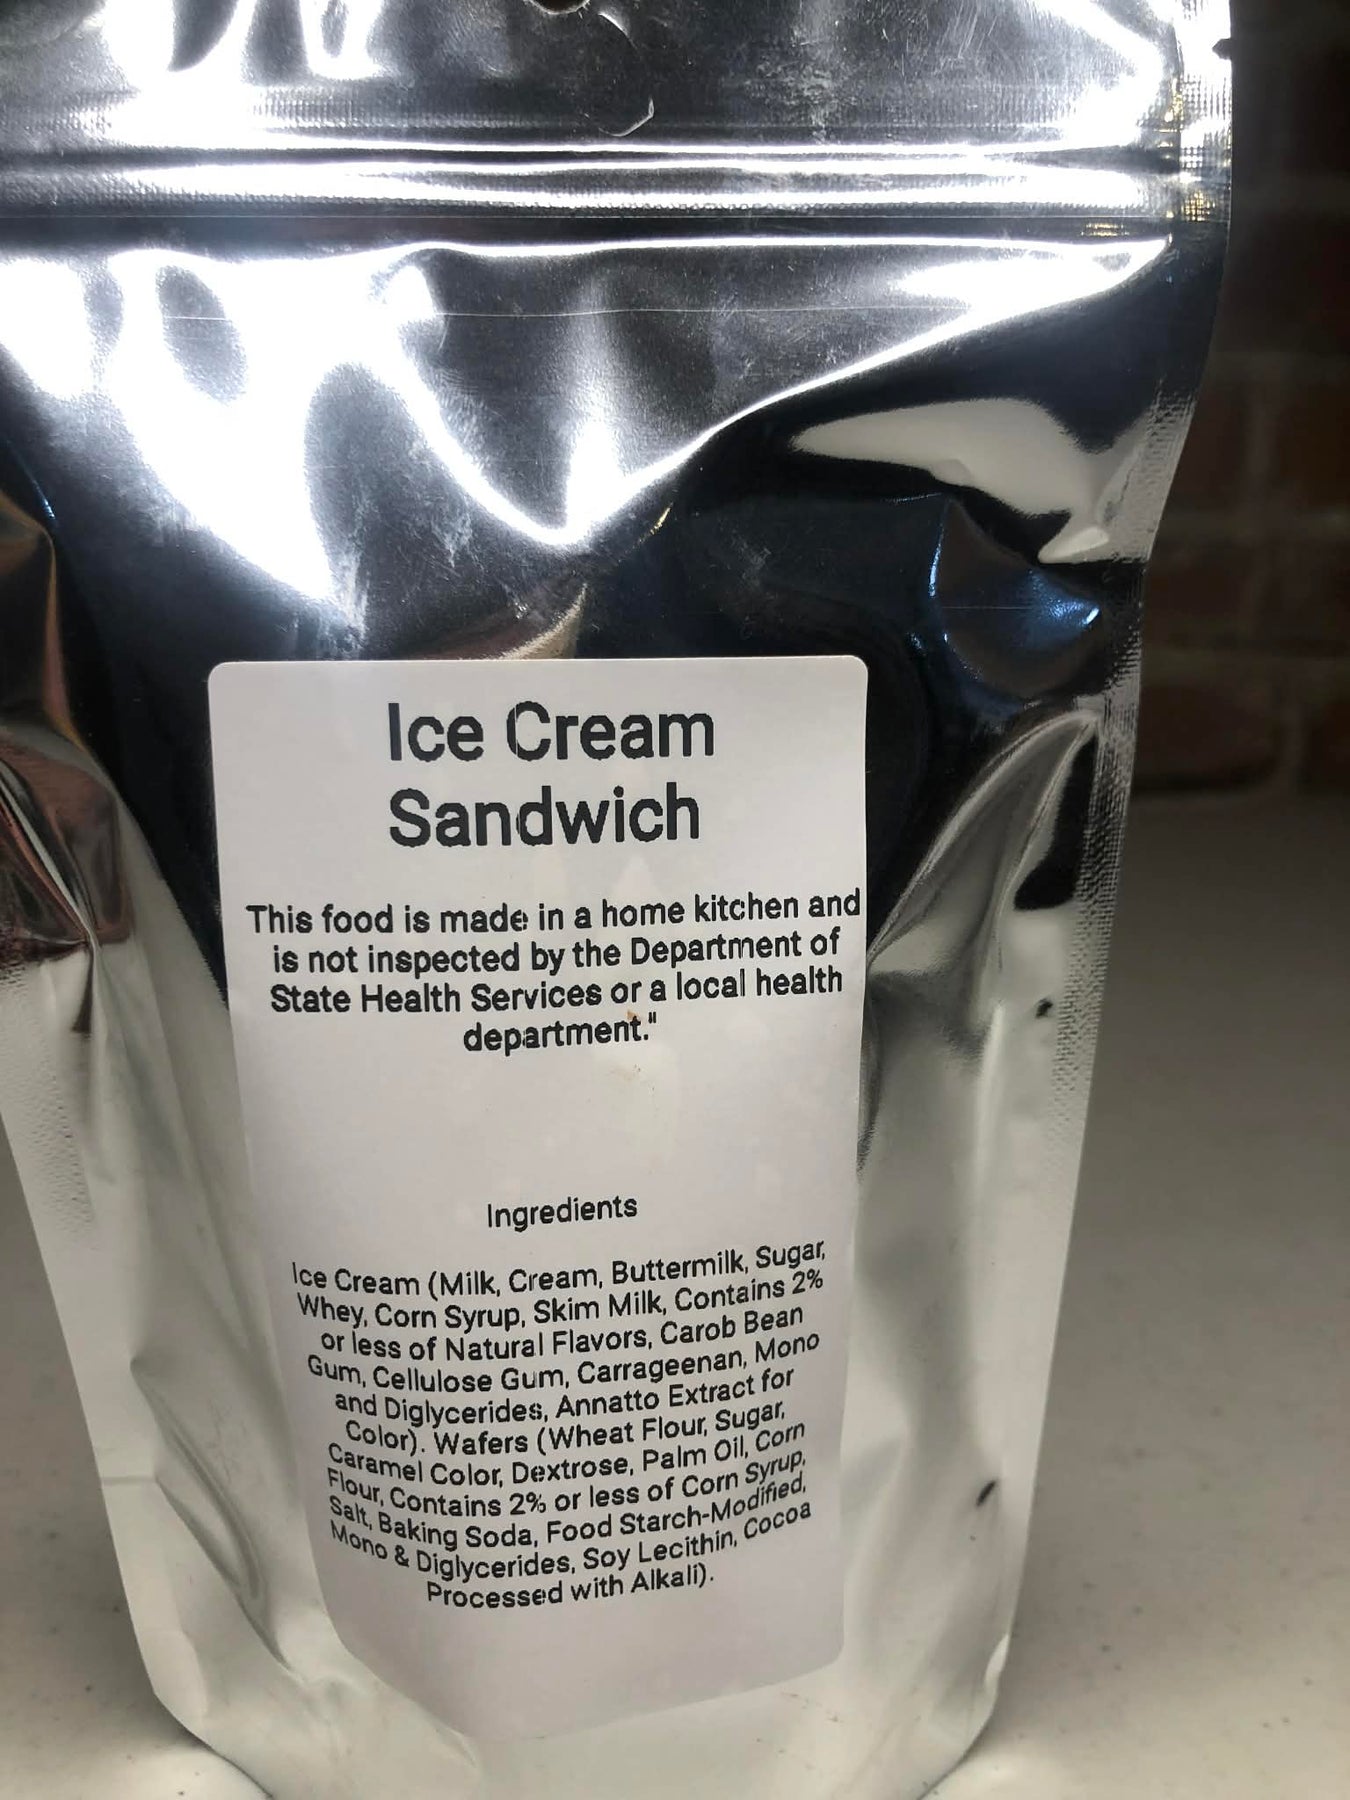 Ice Cream
Sandwich
This food is made in a home kitchen and
is not inspected by the Department of
State Health Services or a local health
department."
Ingredients
Ice Cream (Milk, Cream, Buttermilk, Sugar,
Whey, Corn Syrup, Skim Milk, Contains 2%
or less of Natural Flavors, Carob Bean
Gum, Cellulose Gum, Carrageenan, Mono
and Diglycerides, Annatto Extract for
Color). Wafers (Wheat Flour, Sugar,
Caramel Color, Dextrose, Palm Oil, Corn
Flour, Contains 2% or less of Corn Syrup,
Salt, Baking Soda, Food Starch-Modified,
Mono & Diglycerides, Soy Lecithin, Cocoa
Processed with Alkali).